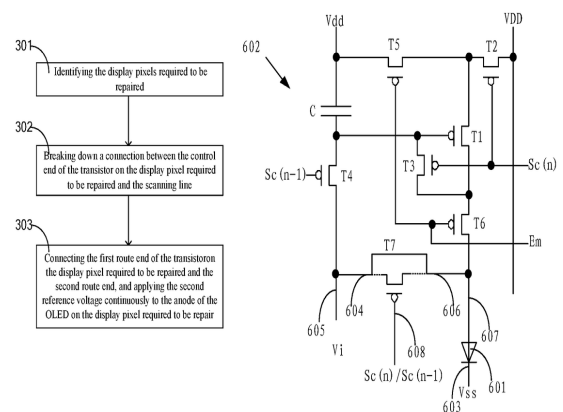 301
Identifying the display pixels required to be
repaired
302
Breaking down a connection between the control
end of the transistor on the display pixel required
to be repaired and the scanning line
303
Connecting the first route end of the transistoron
the display pixel required to be repaired and the
second route end, and applying the second
reference voltage continuously to the anode of
the OLED on the display pixel required to be repair
Vdd
VDD
602
T5
T2
C
T1
T3
Sc(n)
Sc(n-1)
T4
T6
Em
T7
604
606
605
607
Vi
608
Sc(n)/Sc(n-1)
601
Vss
603